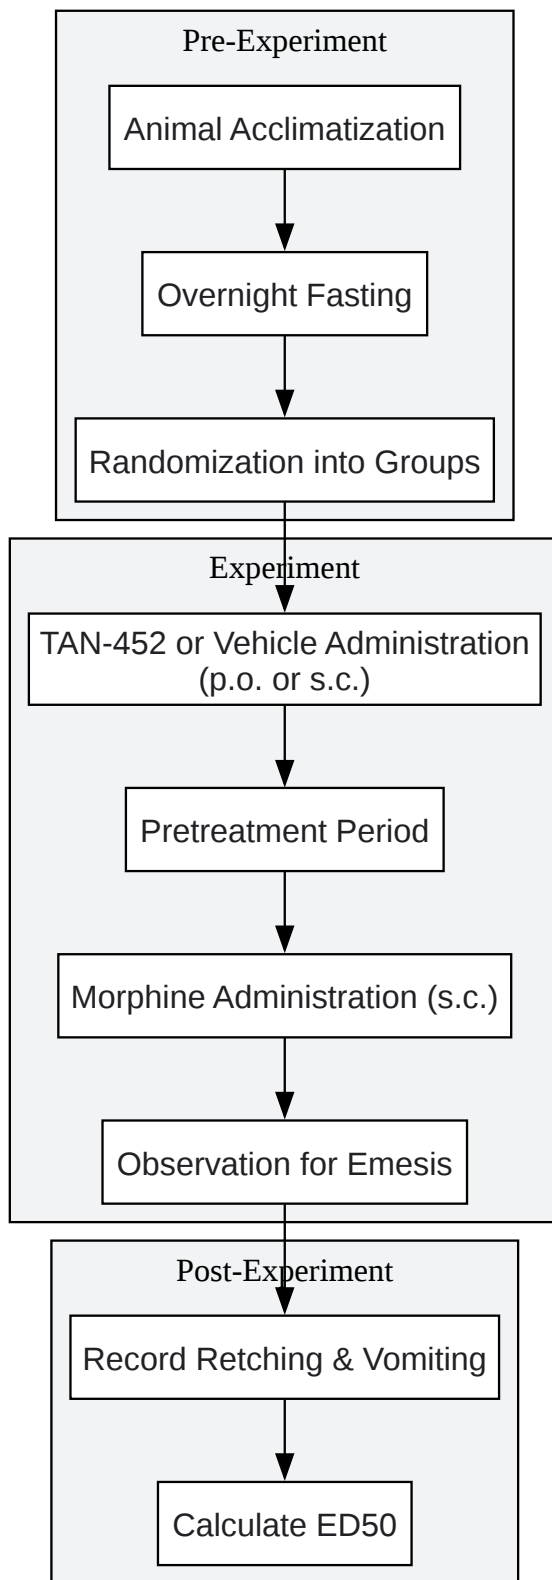 Pre-Experiment
Animal Acclimatization
Overnight Fasting
Randomization into Groups
Experiment
TAN-452 or Vehicle Administration
(p.o. or s.c.)
Pretreatment Period
Morphine Administration (s.c.)
Observation for Emesis
Post-Experiment
Record Retching & Vomiting
Calculate ED50